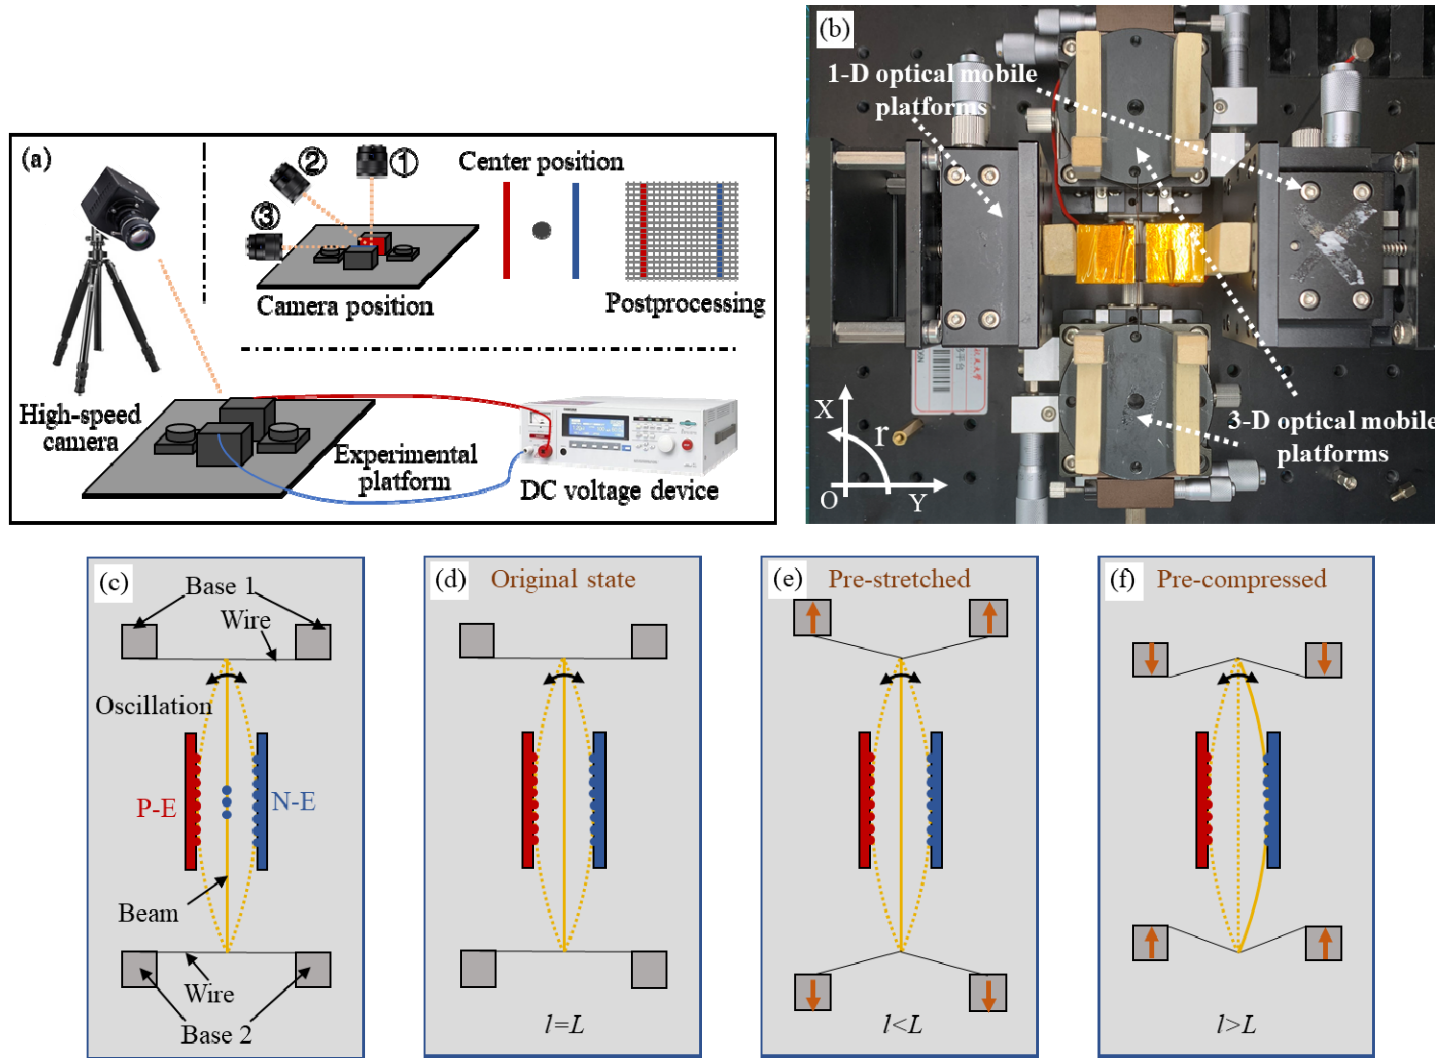 (a)
②
①
③
Center position
Camera position
Postprocessing
High-speed
camera
Experimental
platform
DC voltage device
(b)
1-D optical mobile
platforms
3-D optical mobile
platforms
X
r
O
Y
(c)
Base 1
Wire
Oscillation
P-E
N-E
Beam
Wire
Base 2
(d)
Original state
l=L
(e)
Pre-stretched
l<L
(f)
Pre-compressed
l>L